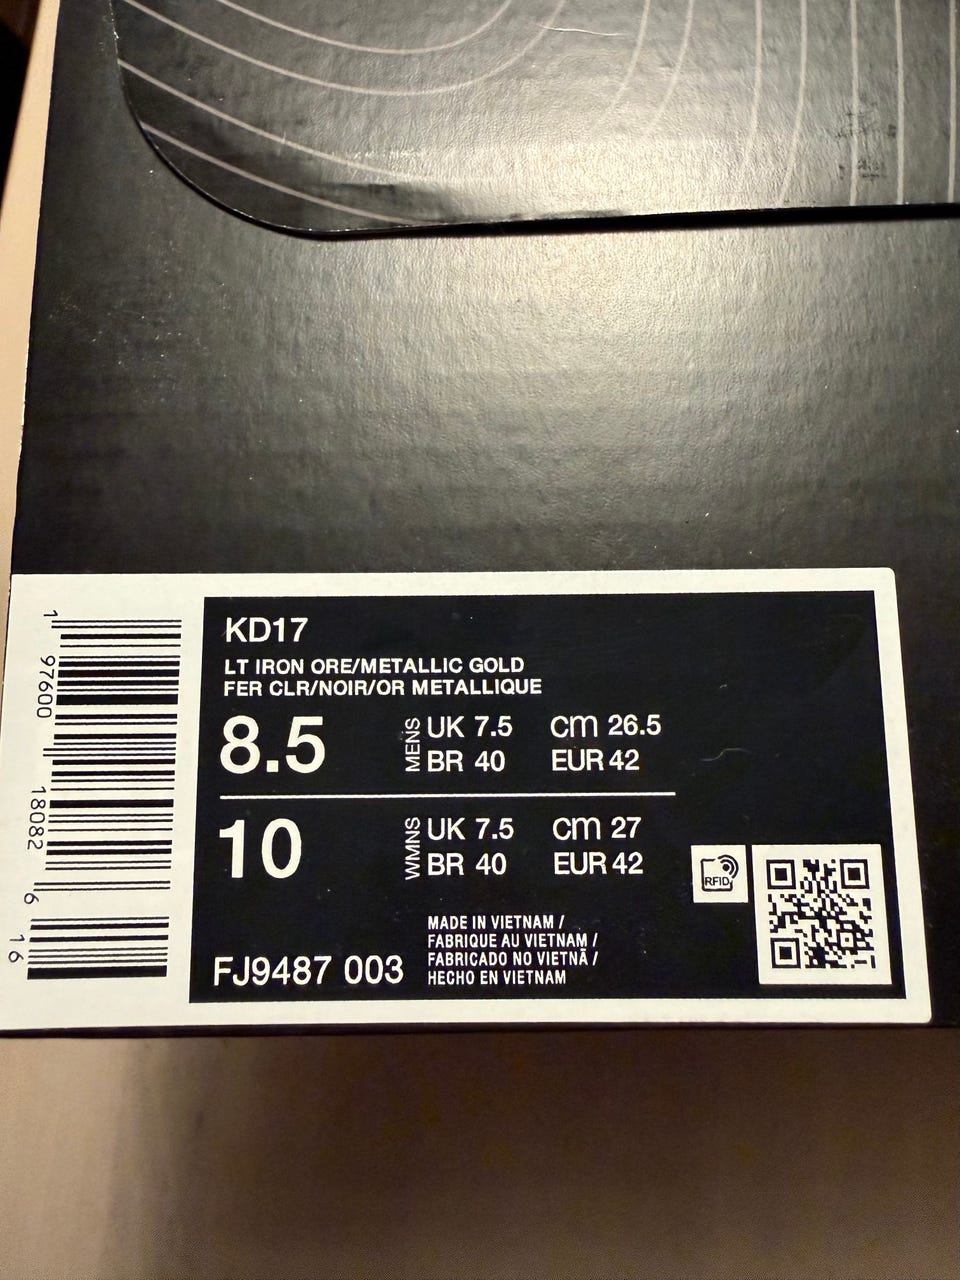 KD17
LT IRON ORE/METALLIC GOLD
FER CLR/NOIR/OR METALLIQUE
8.5 MENS UK 7.5 cm 26.5
BR 40 EUR 42
10 WMNS UK 7.5 cm 27
BR 40 EUR 42
RFID
MADE IN VIETNAM /
FABRIQUE AU VIETNAM /
FABRICADO NO VIETNÃ /
HECHO EN VIETNAM
FJ9487 003
1 97600 18082 6 16